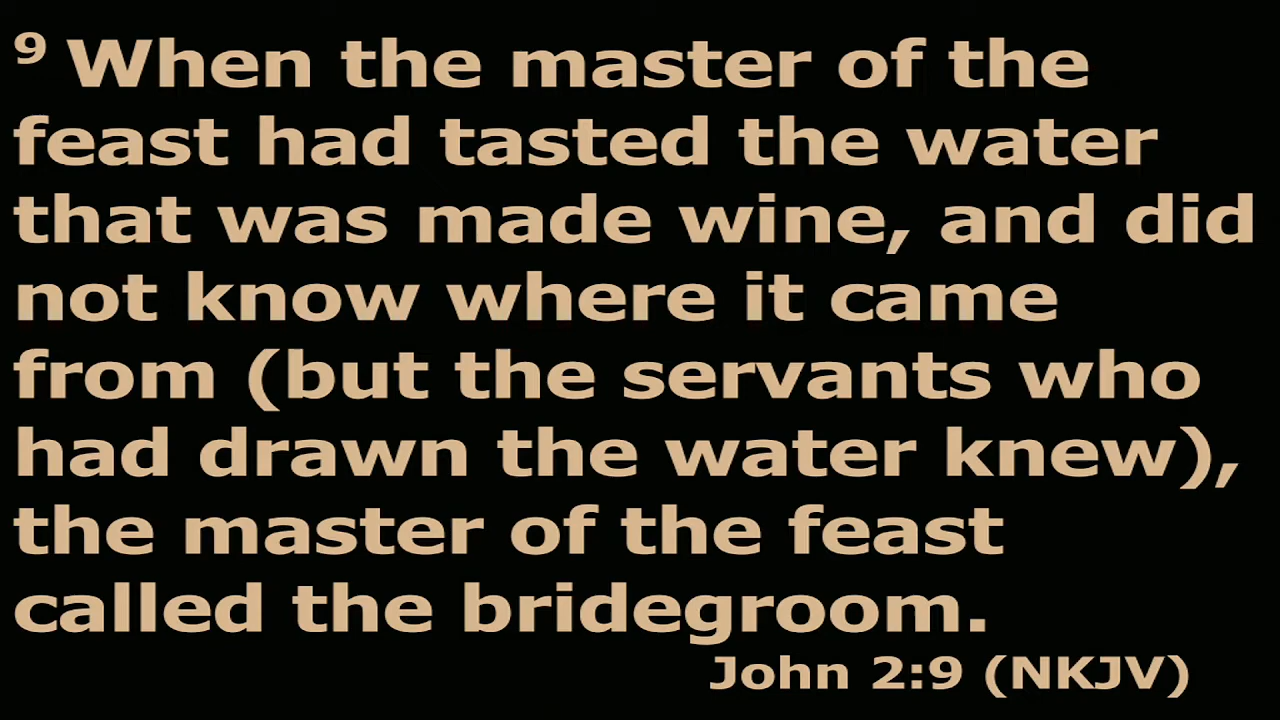 9 When the master of the
feast had tasted the water
that was made wine, and did
not know where it came
from (but the servants who
had drawn the water knew),
the master of the feast
called the bridegroom.
John 2:9 (NKJV)